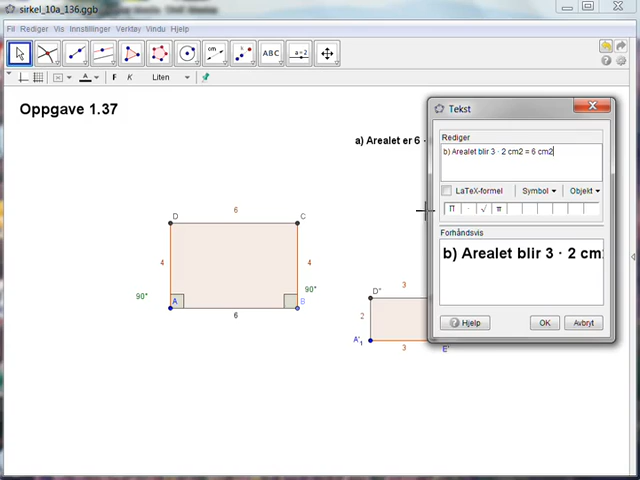 sirkel_10a_136.ggb
Fil Rediger Vis Innstillinger Verktøy Vindu Hjelp
cm ABC a=2
A F K Liten
Oppgave 1.37
a) Arealet er 6 ·
Tekst
Rediger
b) Arealet blir 3 · 2 cm2 = 6 cm2
LaTeX-formel Symbol Objekt
π · √ π
Forhåndsvis
b) Arealet blir 3 · 2 cm
Hjelp OK Avbryt
D 6 C
4 4
90° A 90° B
6
D" 3
2
A'₁ 3 E'